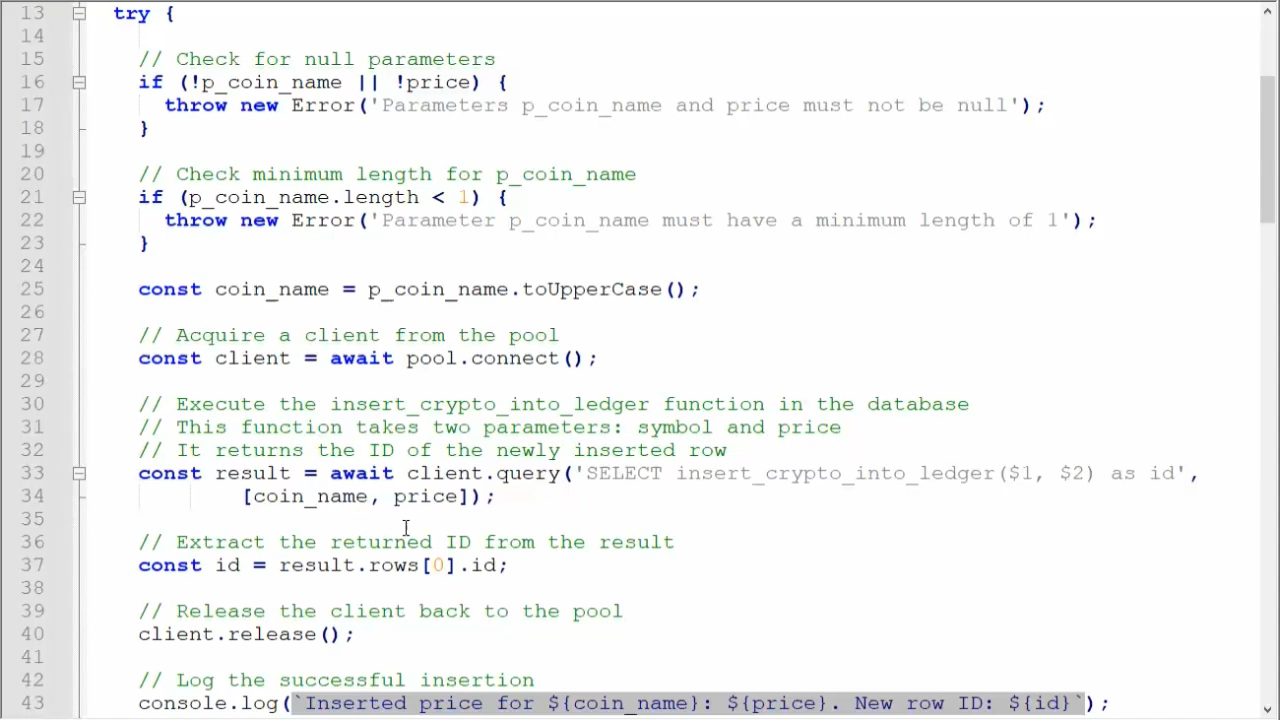 13 try {
14
15 // Check for null parameters
16 if (!p_coin_name || !price) {
17 throw new Error('Parameters p_coin_name and price must not be null');
18 }
19
20 // Check minimum length for p_coin_name
21 if (p_coin_name.length < 1) {
22 throw new Error('Parameter p_coin_name must have a minimum length of 1');
23 }
24
25 const coin_name = p_coin_name.toUpperCase();
26
27 // Acquire a client from the pool
28 const client = await pool.connect();
29
30 // Execute the insert_crypto_into_ledger function in the database
31 // This function takes two parameters: symbol and price
32 // It returns the ID of the newly inserted row
33 const result = await client.query('SELECT insert_crypto_into_ledger($1, $2) as id',
34 [coin_name, price]);
35
36 // Extract the returned ID from the result
37 const id = result.rows[0].id;
38
39 // Release the client back to the pool
40 client.release();
41
42 // Log the successful insertion
43 console.log(`Inserted price for ${coin_name}: ${price}. New row ID: ${id}`);